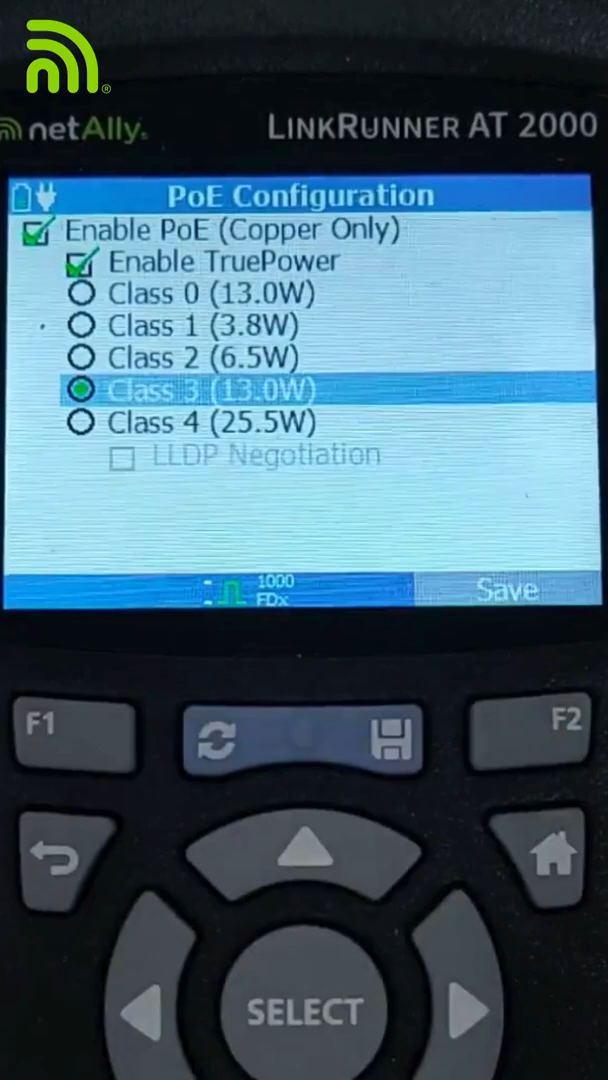 netAlly®
LINKRUNNER AT 2000
PoE Configuration
Enable PoE (Copper Only)
Enable TruePower
Class 0 (13.0W)
Class 1 (3.8W)
Class 2 (6.5W)
Class 3 (13.0W)
Class 4 (25.5W)
LLDP Negotiation
1000
FDx
Save
F1
F2
SELECT